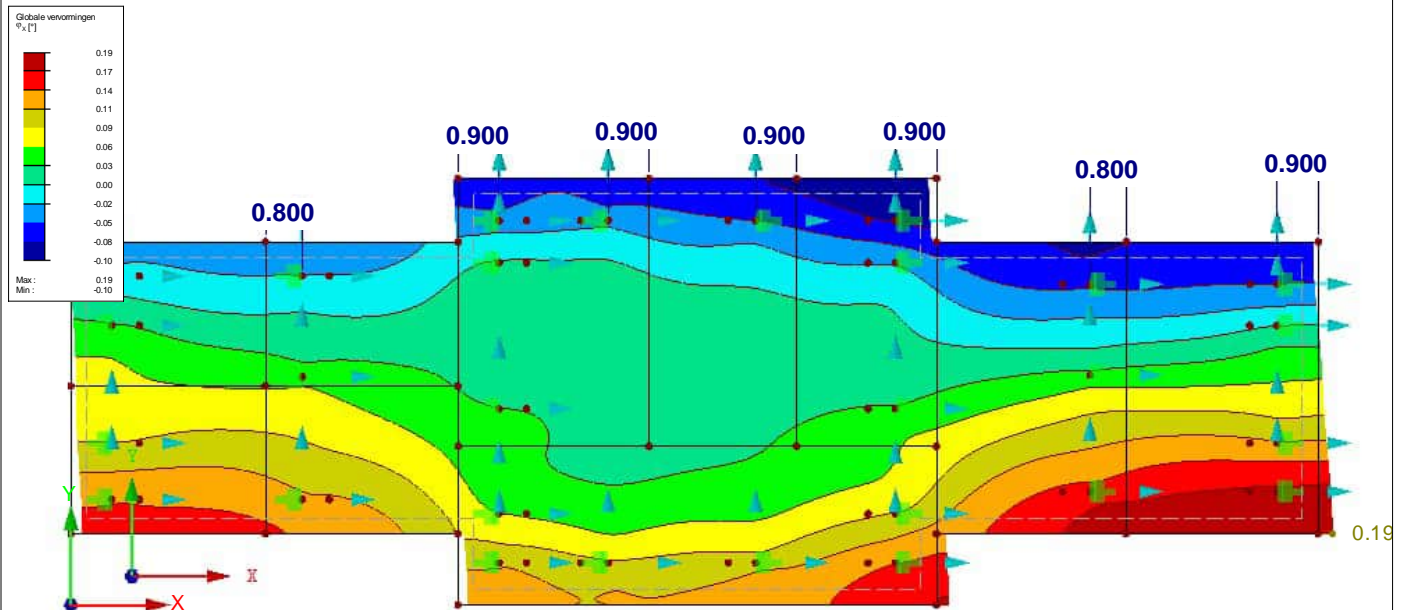 Globale vervormingen
φX [°]
0.19
0.17
0.14
0.11
0.09
0.06
0.03
0.00
-0.02
-0.05
-0.08
-0.10
Max : 0.19
Min : -0.10
0.900 0.900 0.900 0.900
0.800 0.900
0.800
Y
Y
0.19
X
X